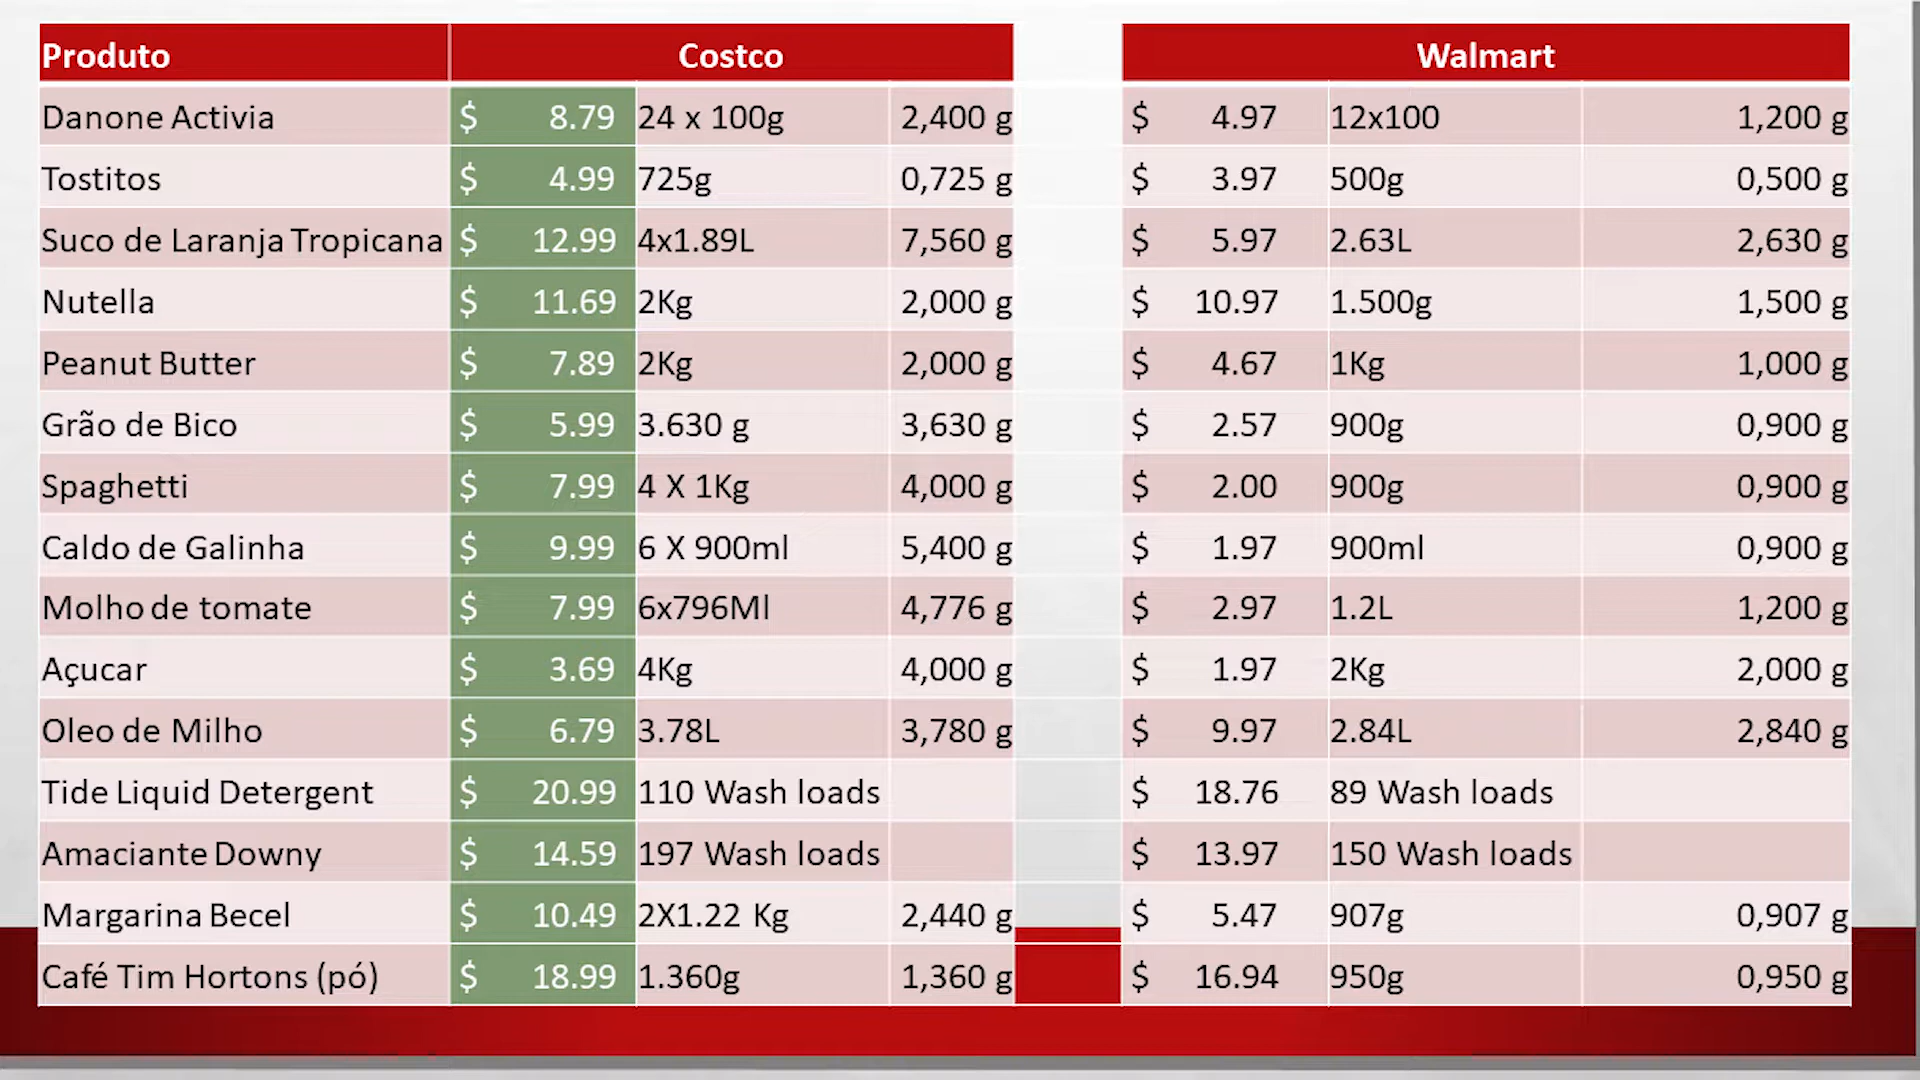 Produto Costco Walmart
Danone Activia $ 8.79 24 x 100g 2,400 g $ 4.97 12x100 1,200 g
Tostitos $ 4.99 725g 0,725 g $ 3.97 500g 0,500 g
Suco de Laranja Tropicana $ 12.99 4x1.89L 7,560 g $ 5.97 2.63L 2,630 g
Nutella $ 11.69 2Kg 2,000 g $ 10.97 1.500g 1,500 g
Peanut Butter $ 7.89 2Kg 2,000 g $ 4.67 1Kg 1,000 g
Grão de Bico $ 5.99 3.630 g 3,630 g $ 2.57 900g 0,900 g
Spaghetti $ 7.99 4 X 1Kg 4,000 g $ 2.00 900g 0,900 g
Caldo de Galinha $ 9.99 6 X 900ml 5,400 g $ 1.97 900ml 0,900 g
Molho de tomate $ 7.99 6x796Ml 4,776 g $ 2.97 1.2L 1,200 g
Açucar $ 3.69 4Kg 4,000 g $ 1.97 2Kg 2,000 g
Oleo de Milho $ 6.79 3.78L 3,780 g $ 9.97 2.84L 2,840 g
Tide Liquid Detergent $ 20.99 110 Wash loads $ 18.76 89 Wash loads
Amaciante Downy $ 14.59 197 Wash loads $ 13.97 150 Wash loads
Margarina Becel $ 10.49 2X1.22 Kg 2,440 g $ 5.47 907g 0,907 g
Café Tim Hortons (pó) $ 18.99 1.360g 1,360 g $ 16.94 950g 0,950 g